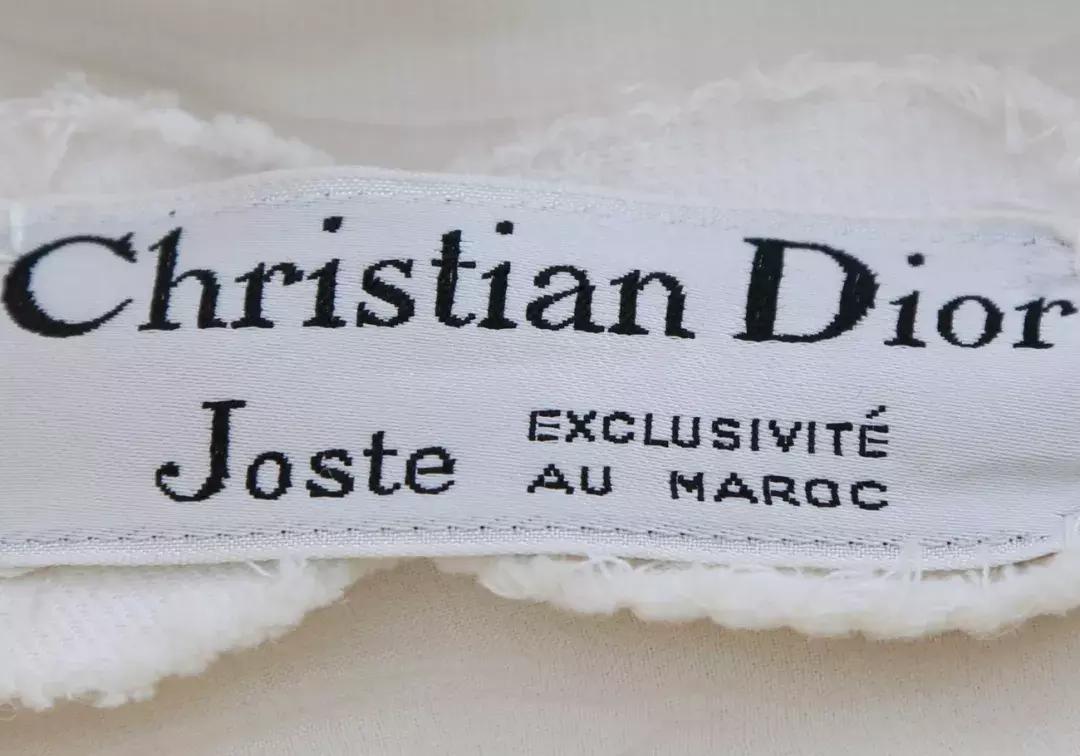 Christian Dior
Joste
EXCLUSIVITÉ
AU MAROC